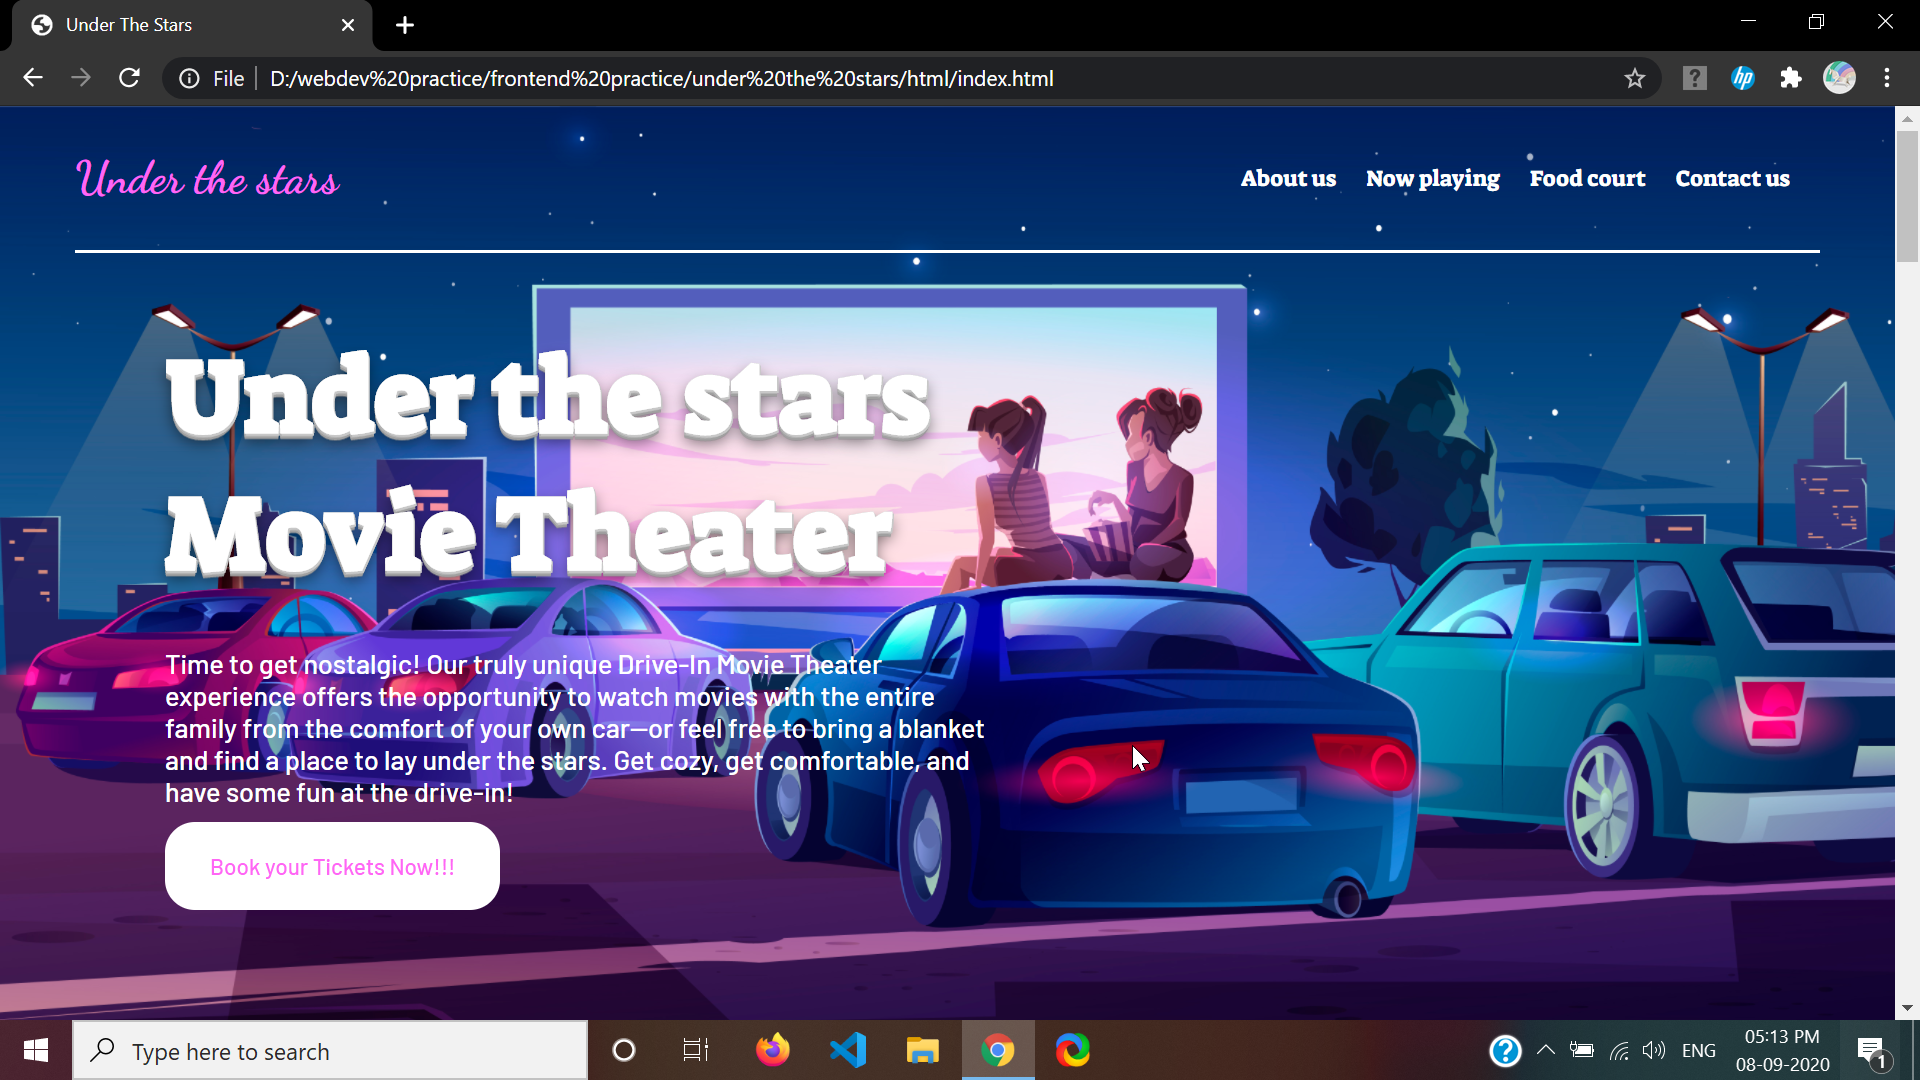 Under The Stars
File
D:/webdev%20practice/frontend%20practice/under%20the%20stars/html/index.html
hp
Under the stars
About us
Now playing
Food court
Contact us
Under the stars
Movie Theater
Time to get nostalgic! Our truly unique Drive-In Movie Theater
experience offers the opportunity to watch movies with the entire
family from the comfort of your own car—or feel free to bring a blanket
and find a place to lay under the stars. Get cozy, get comfortable, and
have some fun at the drive-in!
Book your Tickets Now!!!
Type here to search
ENG
05:13 PM
08-09-2020
1